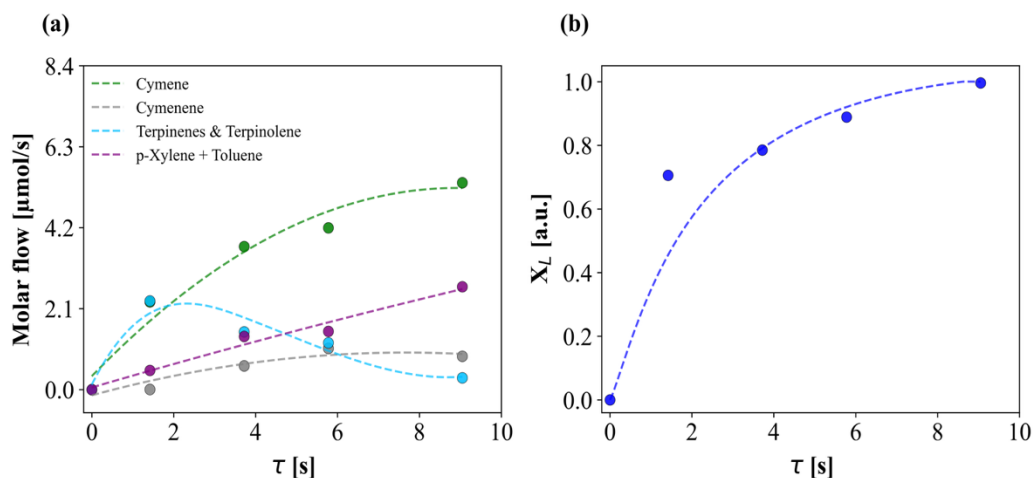 (a)
(b)
8.4
6.3
4.2
2.1
0.0
Molar flow [μmol/s]
Cymene
Cymenene
Terpinenes & Terpinolene
p-Xylene + Toluene
0 2 4 6 8 10
τ [s]
1.0
0.8
0.6
0.4
0.2
0.0
X_L [a.u.]
0 2 4 6 8 10
τ [s]